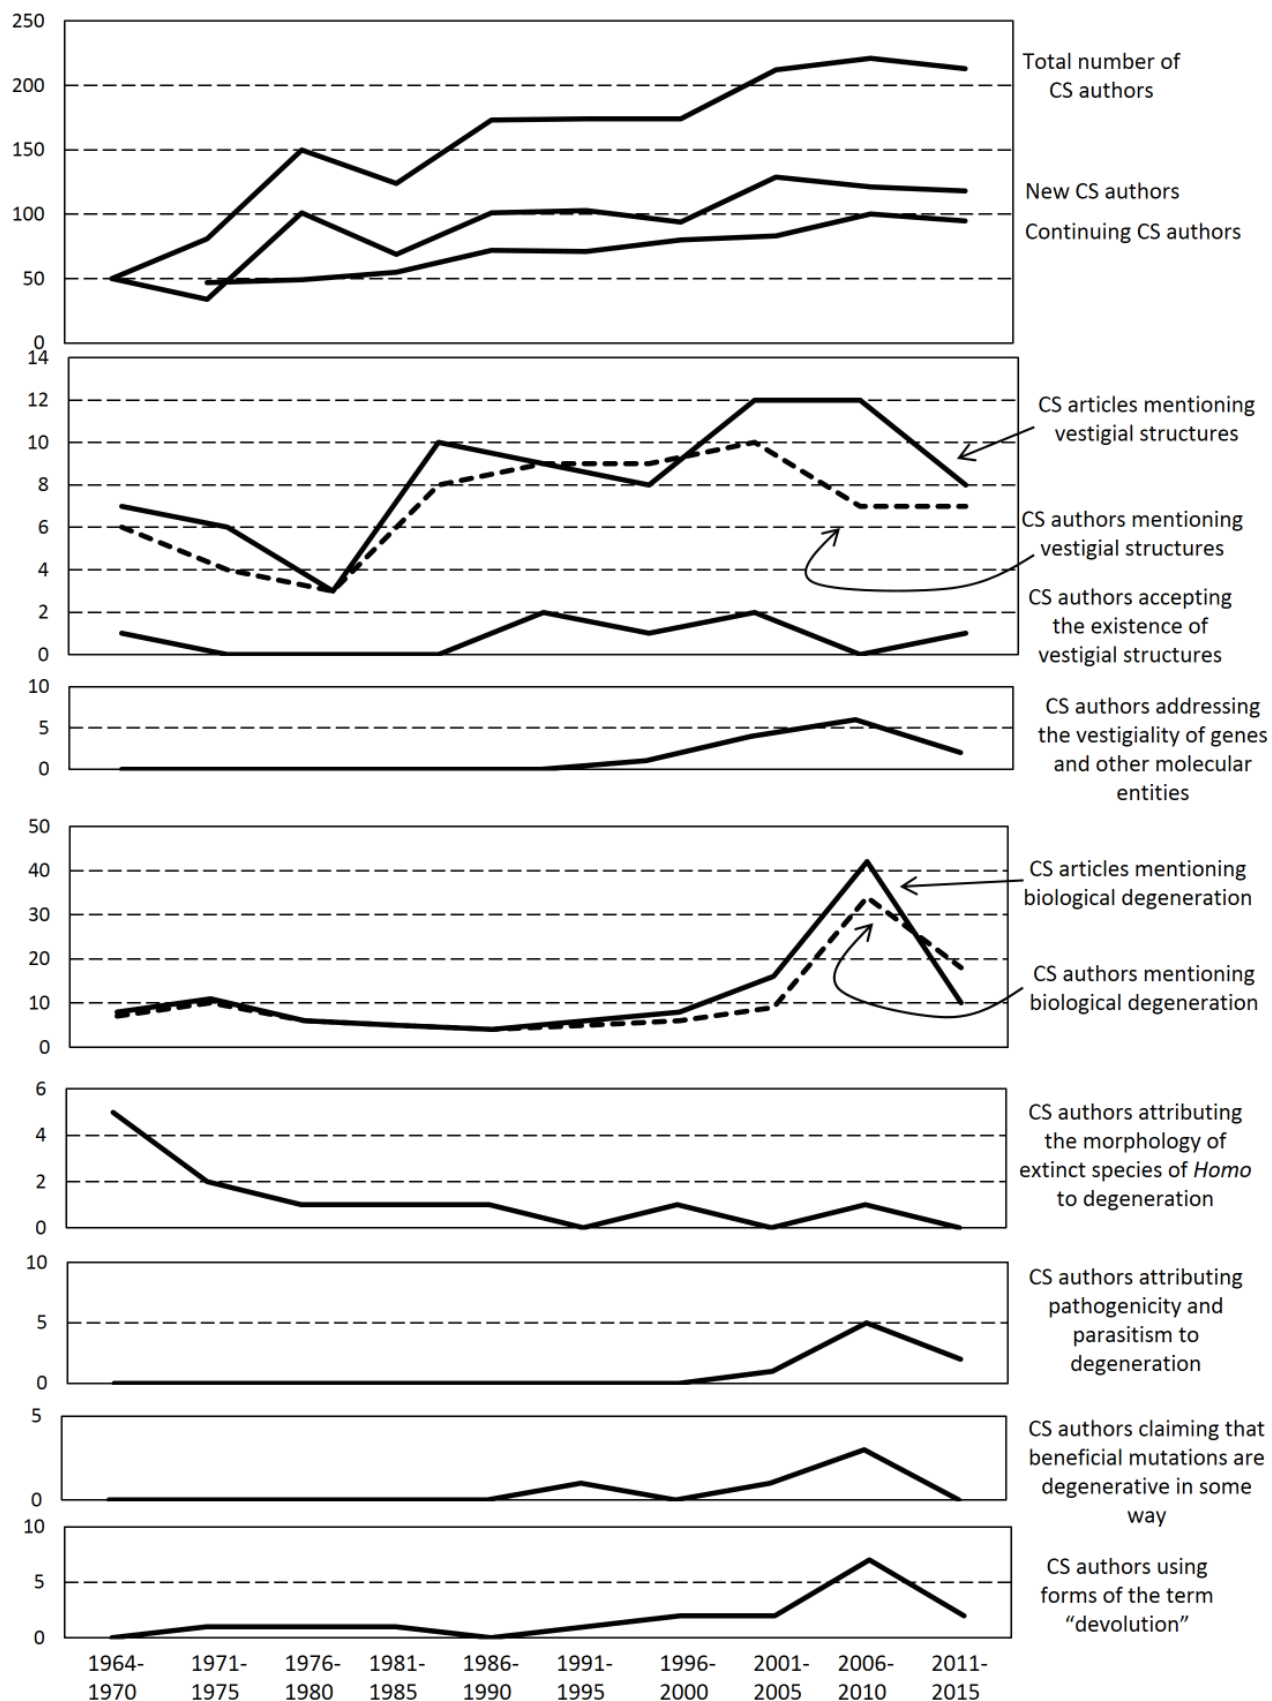 250
200
150
100
50
0
Total number of
CS authors
New CS authors
Continuing CS authors
14
12
10
8
6
4
2
0
CS articles mentioning
vestigial structures
CS authors mentioning
vestigial structures
CS authors accepting
the existence of
vestigial structures
10
5
0
CS authors addressing
the vestigiality of genes
and other molecular
entities
50
40
30
20
10
0
CS articles mentioning
biological degeneration
CS authors mentioning
biological degeneration
6
4
2
0
CS authors attributing
the morphology of
extinct species of Homo
to degeneration
10
5
0
CS authors attributing
pathogenicity and
parasitism to
degeneration
5
0
CS authors claiming that
beneficial mutations are
degenerative in some
way
10
5
0
CS authors using
forms of the term
“devolution”
1964-
1970
1971-
1975
1976-
1980
1981-
1985
1986-
1990
1991-
1995
1996-
2000
2001-
2005
2006-
2010
2011-
2015